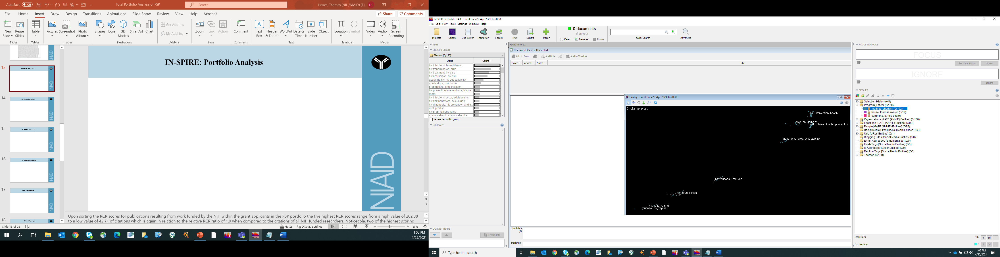 AutoSave Off Total Portfolio Analysis of PSP Search Houze, Thomas (NIH/NIAID) [E] HT
File Home Insert Draw Design Transitions Animations Slide Show Review View Help Acrobat Share Comments
New Slide Reuse Slides Table Pictures Screenshot Photo Album Shapes Icons 3D Models SmartArt Chart Get Add-ins My Add-ins Zoom Link Action Comment Text Box Header & Footer WordArt Date & Time Slide Number Object Equation Symbol Video Audio Screen Recording
Slides Tables Images Illustrations Add-ins Links Comments Text Symbols Media
13
14
15
16
17
18
IN-SPIRE: Portfolio Analysis
NIAID
Upon sorting the RCR scores for publications resulting from work funded by the NIH within the grant applicants in the PSP portfolio the five highest RCR scores range from a high value of 202.88
to a low value of 42.71 of citations which is again in relation to the relative RCR ratio of 1.0 when compared to the citations of all NIH funded researchers. Noticeable, two of the highest scoring
Slide 13 of 26 Notes Display Settings 88%
1:05 PM
4/25/2021
IN-SPIRE 5 Update 9.4.1 - Local Files 25-Apr-2021 12:20:33
File Edit View Tools Settings Window Help
Projects Galaxy Doc Viewer ThemeView Facets Time Export More
0 documents
of 130 total
Clear Reverse Focus
Quick Search Advanced
TIME
GROUP FOLDER
Themes (0/130)
Group Count
hiv infections, hiv epidemic
hiv transmission, drug
hiv treatment, hiv care
hiv acquisition, hiv risk
acquiring hiv, hiv susceptibility
south africa, risk for hiv
prep uptake, prep initiation
hiv prevention interventions, hiv pre...
msm
hiv infections occur, adolescents
hiv risk behaviors, sexual risk
hiv diagnosis, hiv prevention and tr...
mpt, product
hiv prep, release rates
social network, social networks
% selected within group
SUMMARY
OUTLIER TERMS
Recalculate
Focus history...
Document Viewer: 0 selected
Add to Group Add Note Add to Timeline
Score Viewed Notes Title
Galaxy - Local Files 25-Apr-2021 12:20:33
0 total selected
hiv, intervention, health
prep, hiv, delivery
risk, intervention, hiv prevention
adherence, prep, acceptability
hiv, mucosal, immune
hiv, drug, clinical
hiv, cells, vaginal
mucosal, hiv, vaginal
Highlights
(0)
Markings
FOCUS & IGNORE
FOCUS
Clear Focus Focus
IGNORE
Ignore
GROUPS
Selection History (0/0)
Program_Officer (0/130)
mathias, cherlynn (0/102)
houze, thomas averell (0/19)
cummins, james e (0/9)
Organizations [GATE (ANNIE) Entities] (0/100)
Locations [GATE (ANNIE) Entities] (0/98)
People [GATE (ANNIE) Entities] (0/85)
Social Media Sites [Social Media Entities] (0/3)
Urls [URLs Entities] (0/1)
Blogging Sites [Social Media Entities] (0/0)
Email Addresses [Email Entities] (0/0)
Hash Tags [Social Media Entities] (0/0)
Ip Addresses [Cyber Entities] (0/0)
Mention Tags [Social Media Entities] (0/0)
Themes (0/130)
Total Docs 102 + Sel -
Overlapping 0 + Sel -
Type here to search
1:05 PM
4/25/2021